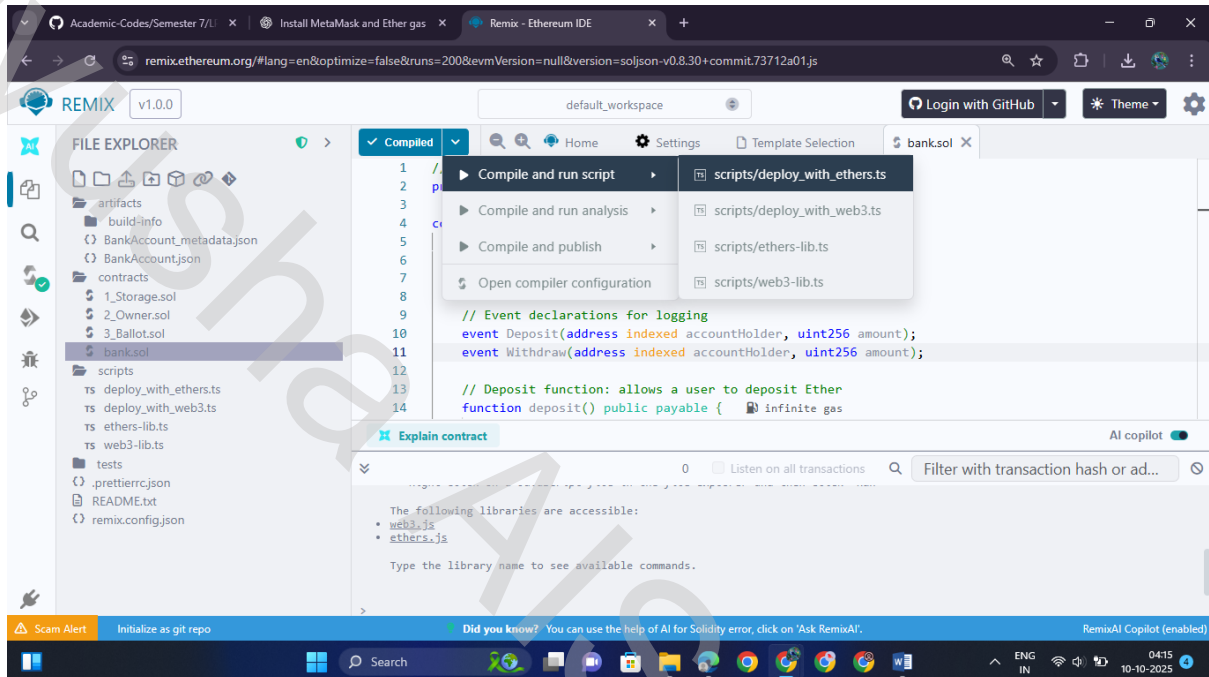 Academic-Codes/Semester 7/LI
Install MetaMask and Ether gas
Remix - Ethereum IDE
remix.ethereum.org/#lang=en&optimize=false&runs=200&evmVersion=null&version=soljson-v0.8.30+commit.73712a01.js
REMIX v1.0.0
default_workspace
Login with GitHub
Theme
FILE EXPLORER
artifacts
build-info
BankAccount_metadata.json
BankAccount.json
contracts
1_Storage.sol
2_Owner.sol
3_Ballot.sol
bank.sol
scripts
TS deploy_with_ethers.ts
TS deploy_with_web3.ts
TS ethers-lib.ts
TS web3-lib.ts
tests
.prettierrc.json
README.txt
remix.config.json
Compiled
Home
Settings
Template Selection
bank.sol
Compile and run script
Compile and run analysis
Compile and publish
Open compiler configuration
TS scripts/deploy_with_ethers.ts
TS scripts/deploy_with_web3.ts
TS scripts/ethers-lib.ts
TS scripts/web3-lib.ts
1
2
3
4
5
6
7
8
9 // Event declarations for logging
10 event Deposit(address indexed accountHolder, uint256 amount);
11 event Withdraw(address indexed accountHolder, uint256 amount);
12
13 // Deposit function: allows a user to deposit Ether
14 function deposit() public payable { infinite gas
Explain contract
AI copilot
0 Listen on all transactions
Filter with transaction hash or ad...
The following libraries are accessible:
• web3.js
• ethers.js
Type the library name to see available commands.
>
Scam Alert
Initialize as git repo
Did you know? You can use the help of AI for Solidity error, click on 'Ask RemixAI'.
RemixAI Copilot (enabled)
Search
ENG
IN
04:15
10-10-2025
4